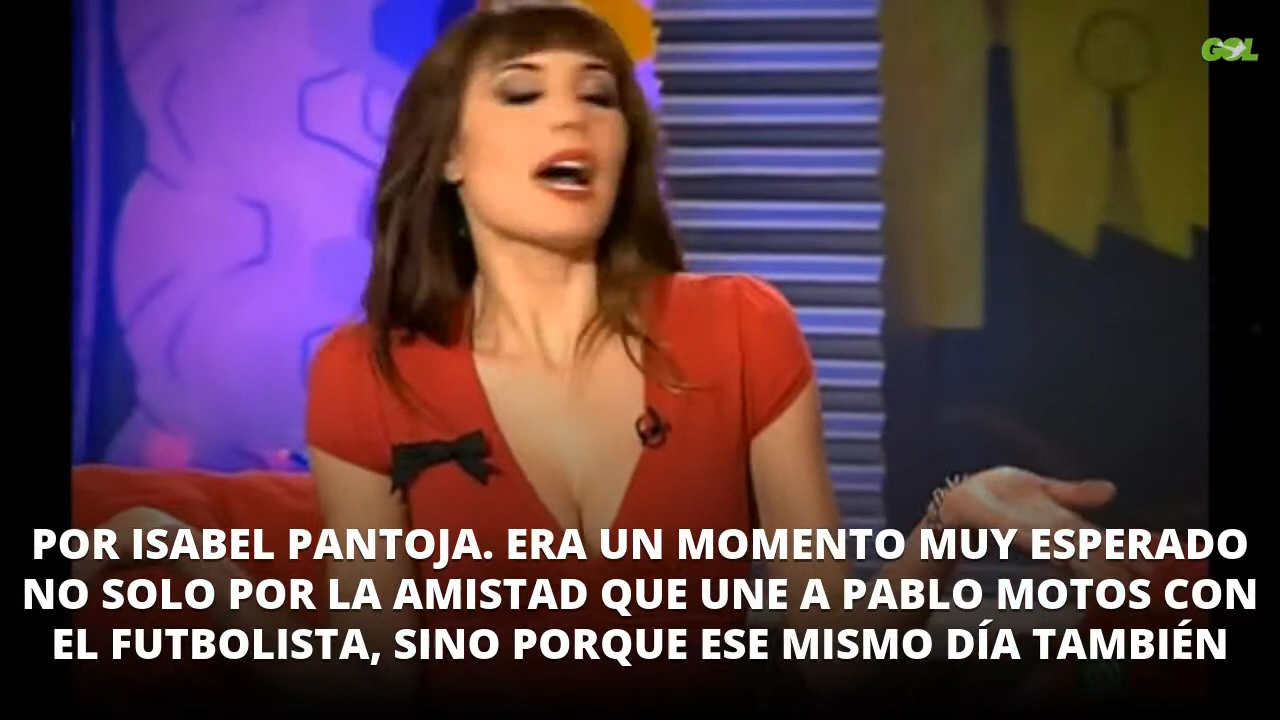 GOL
POR ISABEL PANTOJA. ERA UN MOMENTO MUY ESPERADO
NO SOLO POR LA AMISTAD QUE UNE A PABLO MOTOS CON
EL FUTBOLISTA, SINO PORQUE ESE MISMO DÍA TAMBIÉN